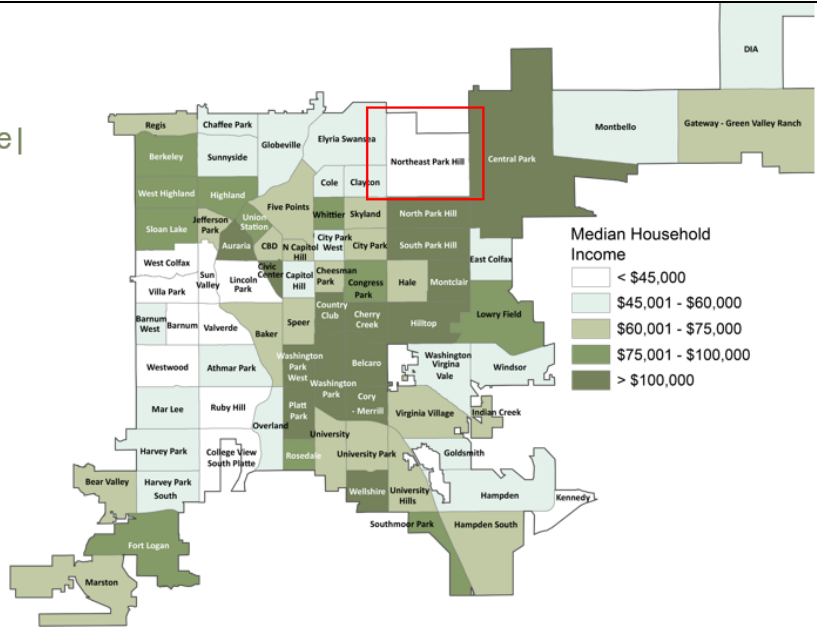 e|
DIA
Regis
Chaffee Park
Globeville
Elyria Swansea
Montbello
Gateway - Green Valley Ranch
Berkeley
Sunnyside
Northeast Park Hill
Central Park
West Highland
Highland
Cole
Clayton
Five Points
Whittier
Skyland
North Park Hill
Sloan Lake
Jefferson
Park
Union
Station
Auraria
CBD
N Capitol
Hill
City Park
West
City Park
South Park Hill
East Colfax
West Colfax
Sun
Valley
Lincoln
Park
Civic
Center
Capitol
Hill
Cheesman
Park
Congress
Park
Hale
Montclair
Villa Park
Barnum
West
Barnum
Valverde
Baker
Speer
Country
Club
Cherry
Creek
Hilltop
Lowry Field
Westwood
Athmar Park
Washington
Park
West
Belcaro
Washington
Virgina
Vale
Windsor
Washington
Park
Cory
- Merrill
Mar Lee
Ruby Hill
Platt
Park
Virginia Village
Indian Creek
Overland
University
Harvey Park
College View
South Platte
Rosedale
University Park
Goldsmith
Bear Valley
Harvey Park
South
Wellshire
University
Hills
Hampden
Kennedy
Southmoor Park
Hampden South
Fort Logan
Marston
Median Household
Income
< $45,000
$45,001 - $60,000
$60,001 - $75,000
$75,001 - $100,000
> $100,000